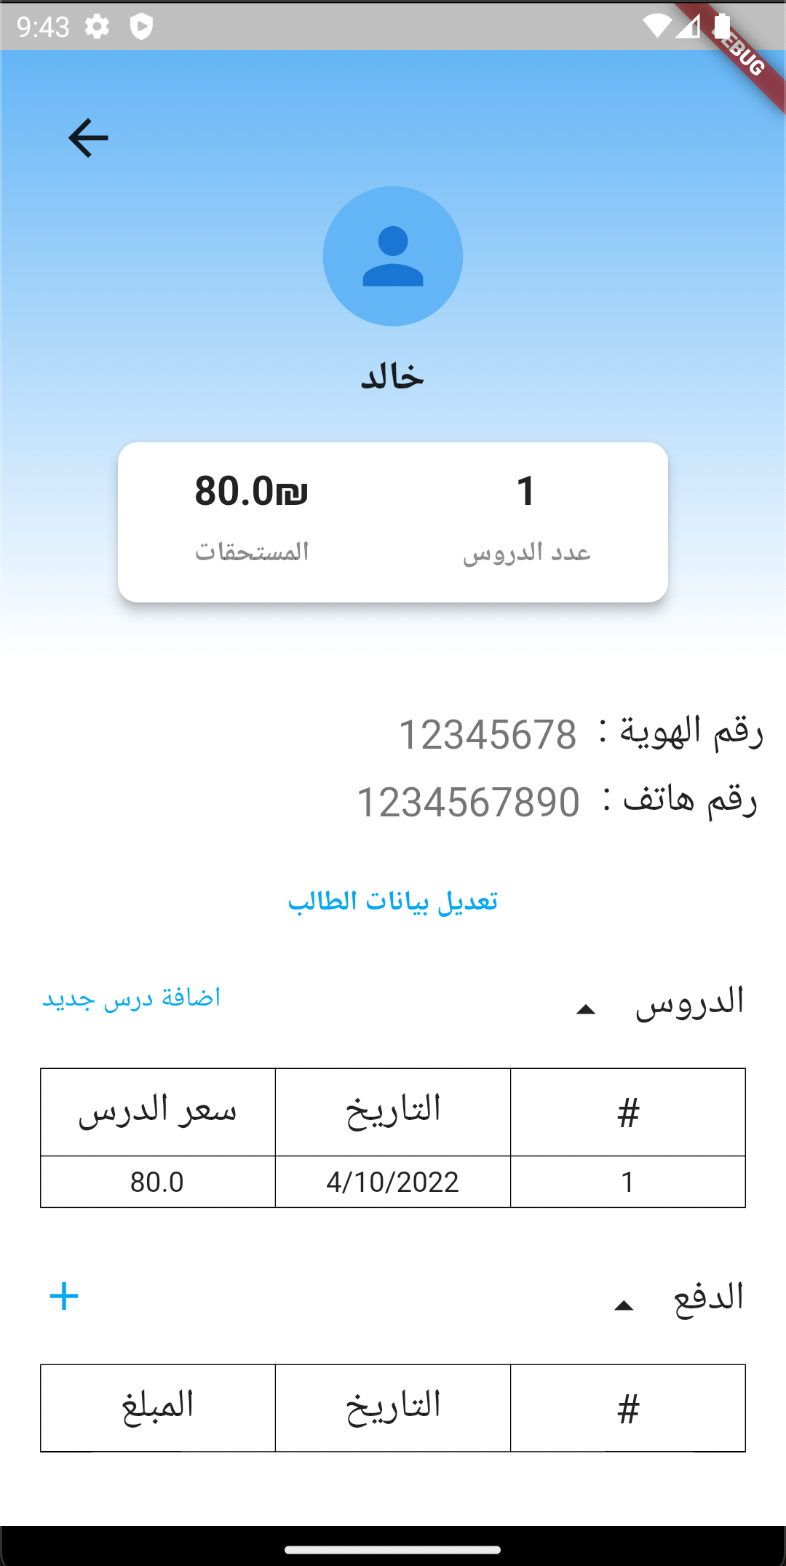 9:43
DEBUG
خالد
1
₪80.0
عدد الدروس
المستحقات
رقم الهوية : 12345678
رقم هاتف : 1234567890
تعديل بيانات الطالب
الدروس
اضافة درس جديد
# التاريخ سعر الدرس
1 4/10/2022 80.0
الدفع +
# التاريخ المبلغ